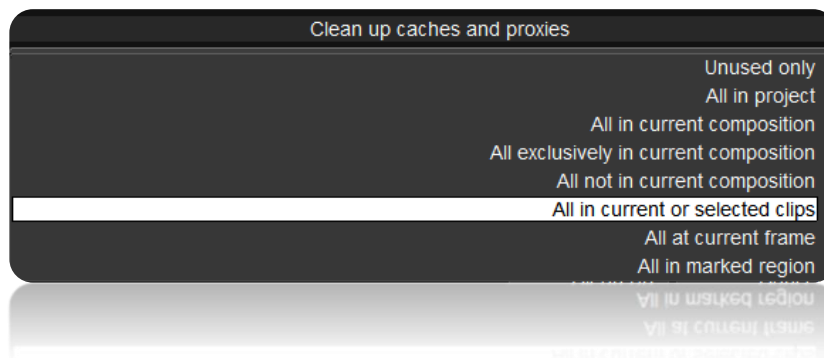 Clean up caches and proxies
Unused only
All in project
All in current composition
All exclusively in current composition
All not in current composition
All in current or selected clips
All at current frame
All in marked region